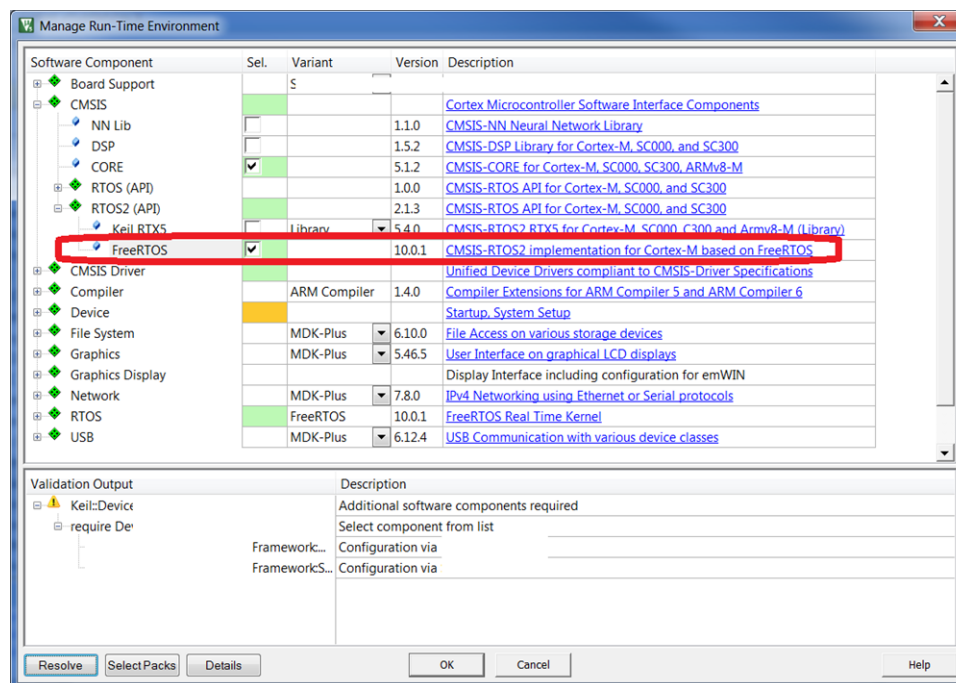 Manage Run-Time Environment
Software Component Sel. Variant Version Description
Board Support S
CMSIS Cortex Microcontroller Software Interface Components
NN Lib 1.1.0 CMSIS-NN Neural Network Library
DSP 1.5.2 CMSIS-DSP Library for Cortex-M, SC000, and SC300
CORE 5.1.2 CMSIS-CORE for Cortex-M, SC000, SC300, ARMv8-M
RTOS (API) 1.0.0 CMSIS-RTOS API for Cortex-M, SC000, and SC300
RTOS2 (API) 2.1.3 CMSIS-RTOS API for Cortex-M, SC000, and SC300
Keil RTX5 Library 5.4.0 CMSIS-RTOS2 RTX5 for Cortex-M, SC000, C300 and Armv8-M (Library)
FreeRTOS 10.0.1 CMSIS-RTOS2 implementation for Cortex-M based on FreeRTOS
CMSIS Driver Unified Device Drivers compliant to CMSIS-Driver Specifications
Compiler ARM Compiler 1.4.0 Compiler Extensions for ARM Compiler 5 and ARM Compiler 6
Device Startup, System Setup
File System MDK-Plus 6.10.0 File Access on various storage devices
Graphics MDK-Plus 5.46.5 User Interface on graphical LCD displays
Graphics Display Display Interface including configuration for emWIN
Network MDK-Plus 7.8.0 IPv4 Networking using Ethernet or Serial protocols
RTOS FreeRTOS 10.0.1 FreeRTOS Real Time Kernel
USB MDK-Plus 6.12.4 USB Communication with various device classes
Validation Output Description
Keil::Device Additional software components required
require De Select component from list
Framework:... Configuration via
Framework:S... Configuration via
Resolve Select Packs Details OK Cancel Help